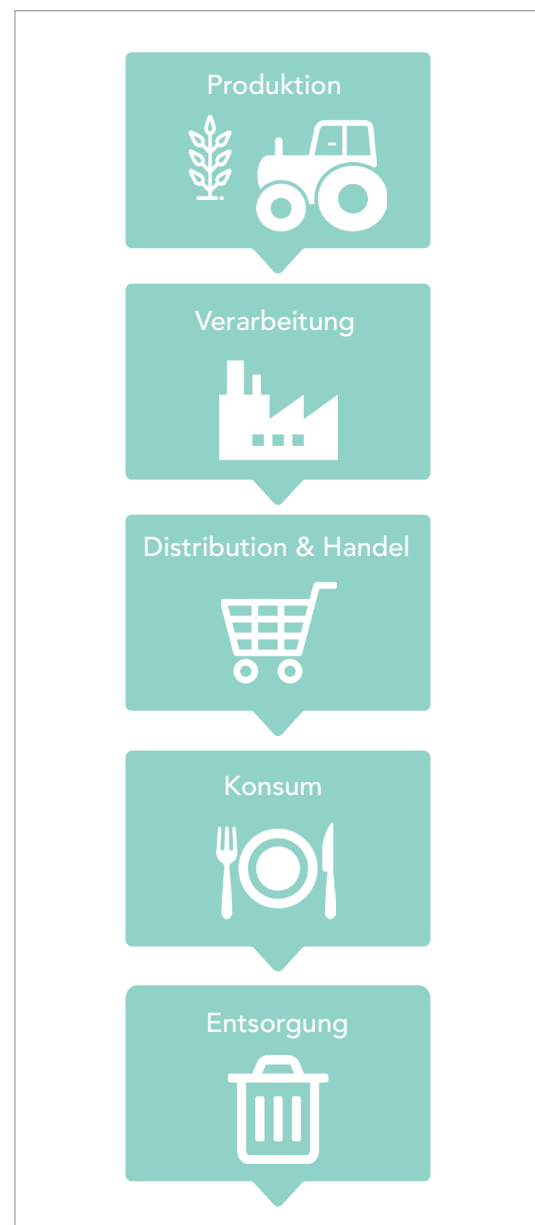 Produktion
Verarbeitung
Distribution & Handel
Konsum
Entsorgung